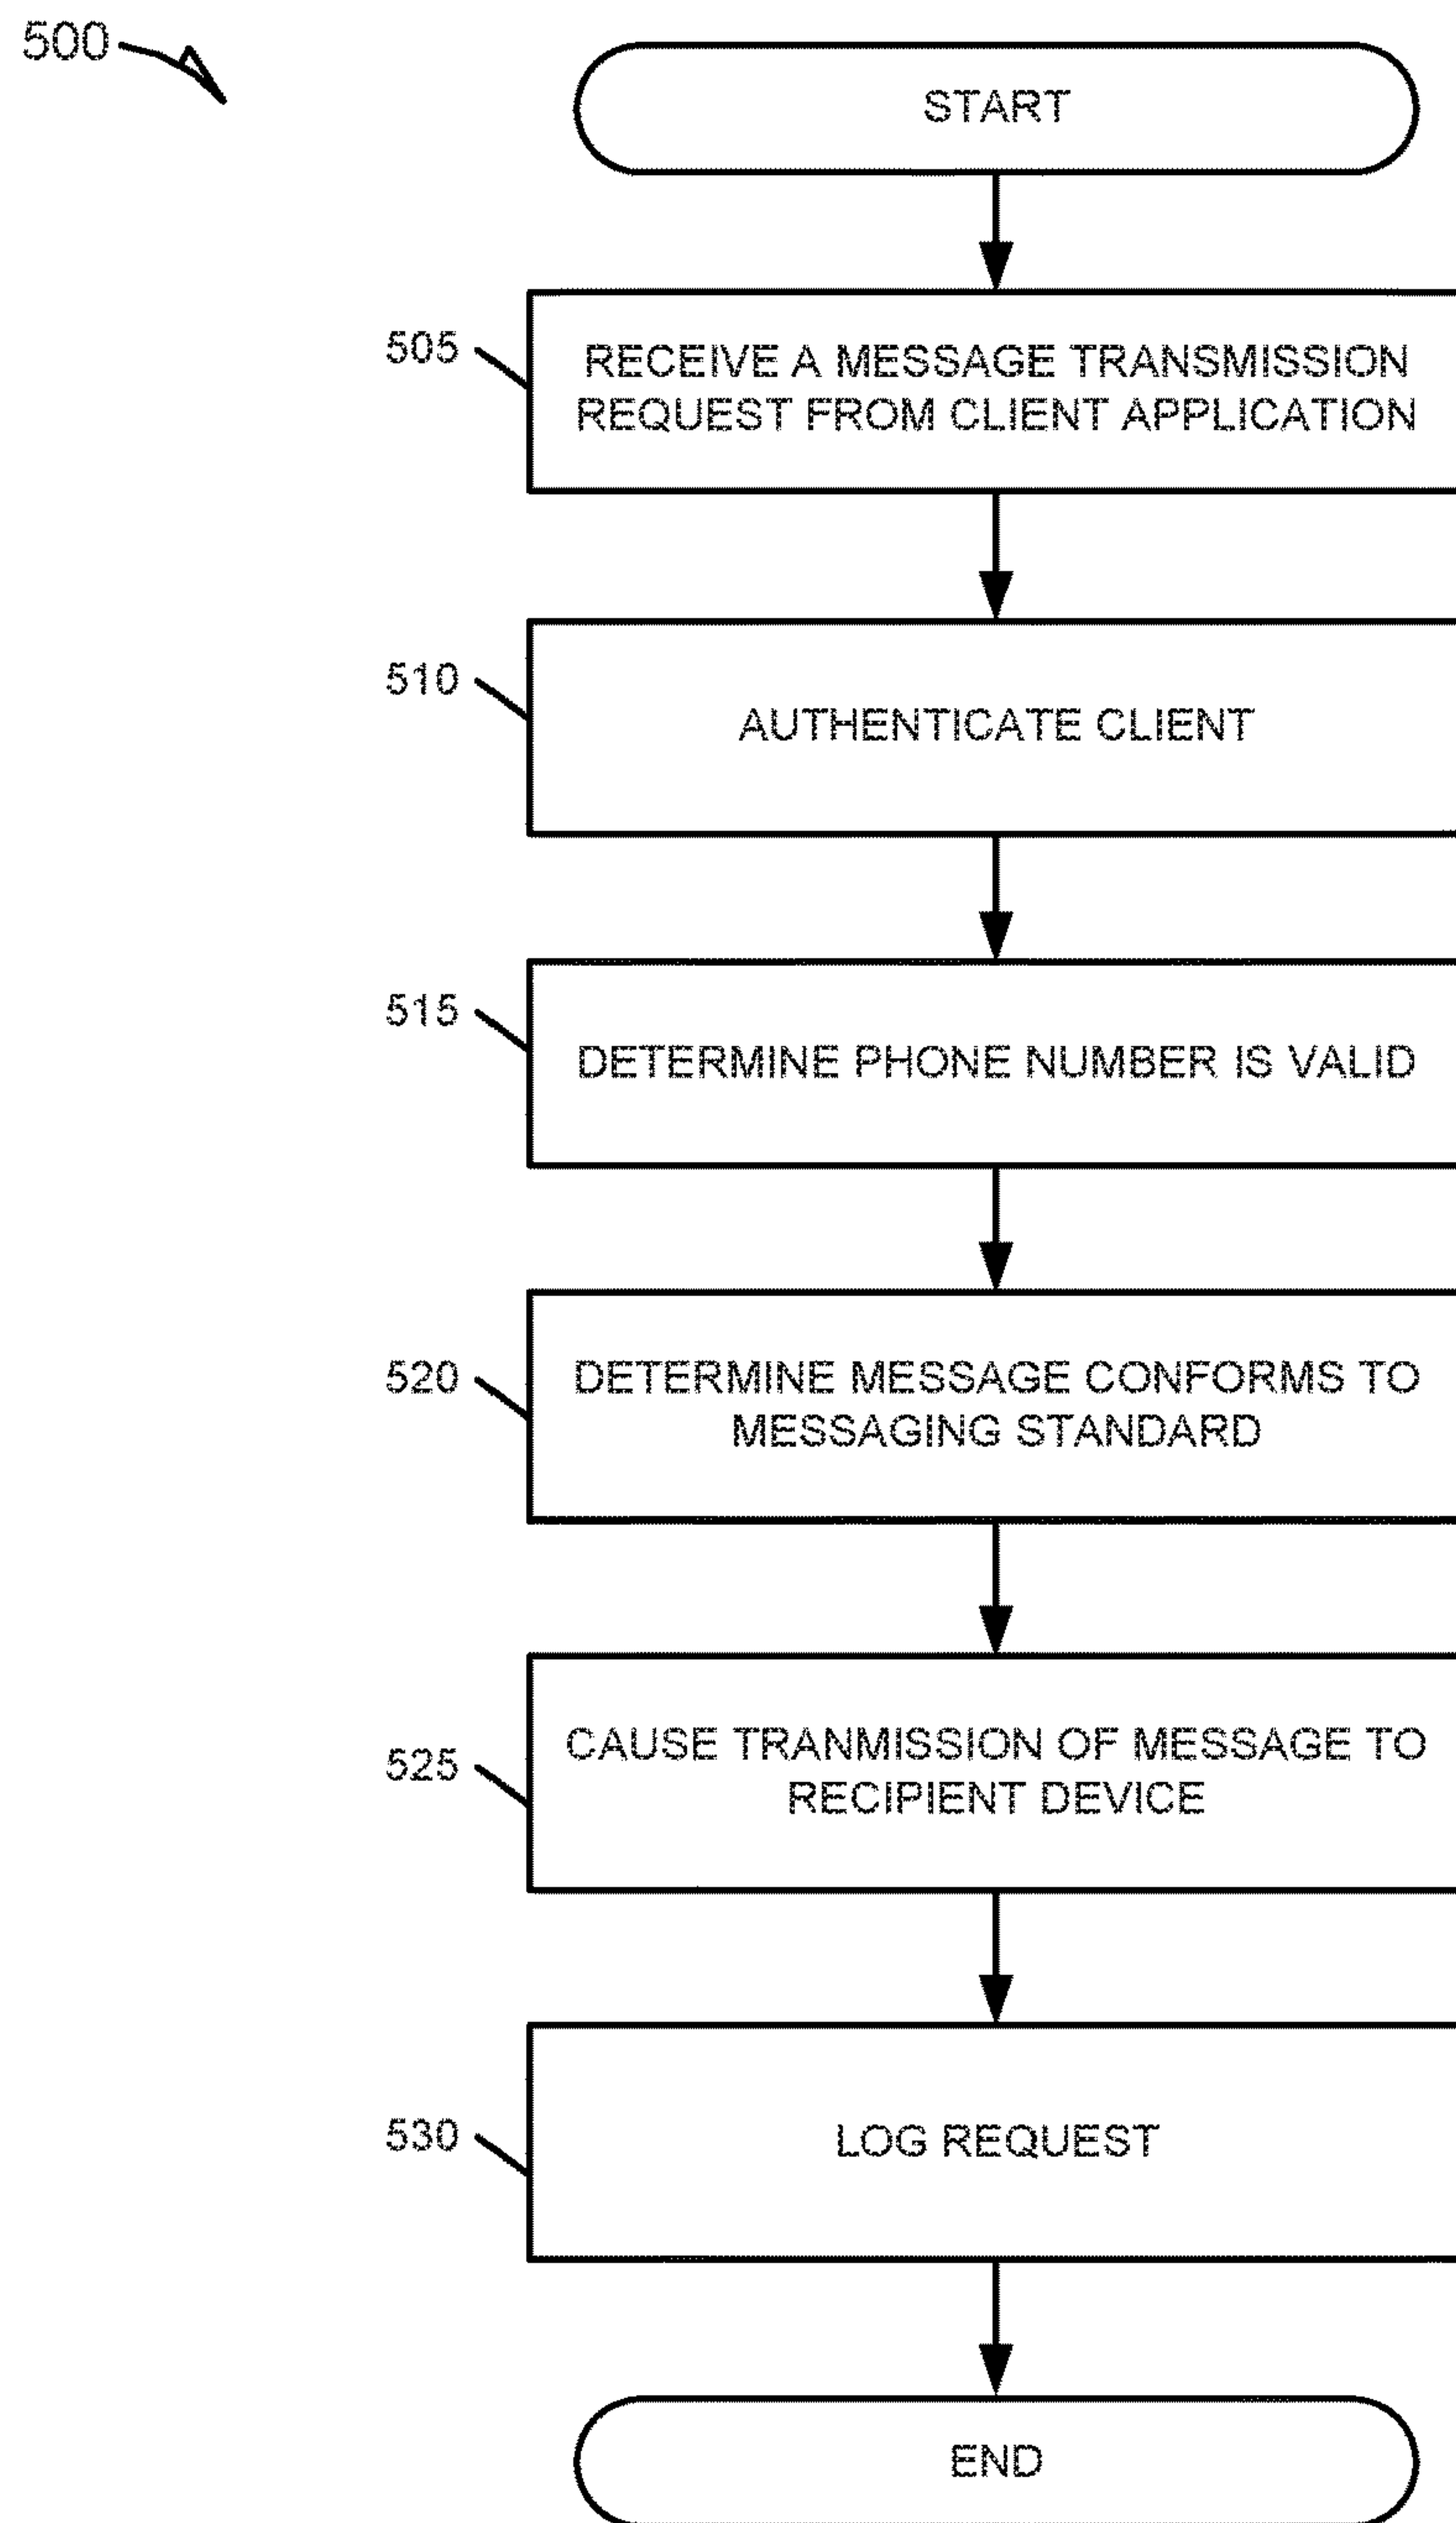 500
START
505
RECEIVE A MESSAGE TRANSMISSION
REQUEST FROM CLIENT APPLICATION
510
AUTHENTICATE CLIENT
515
DETERMINE PHONE NUMBER IS VALID
520
DETERMINE MESSAGE CONFORMS TO
MESSAGING STANDARD
525
CAUSE TRANMISSION OF MESSAGE TO
RECIPIENT DEVICE
530
LOG REQUEST
END